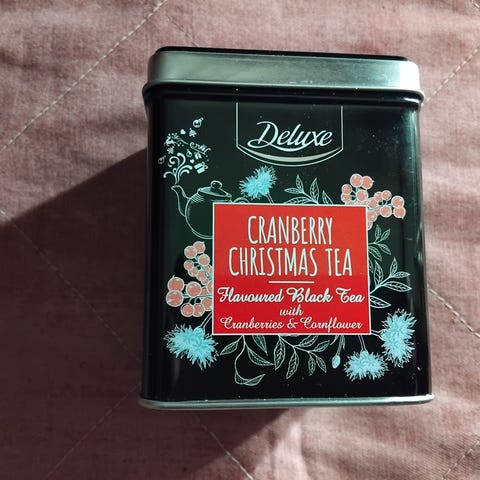 Deluxe
CRANBERRY
CHRISTMAS TEA
Flavoured Black Tea
with
Cranberries & Cornflower